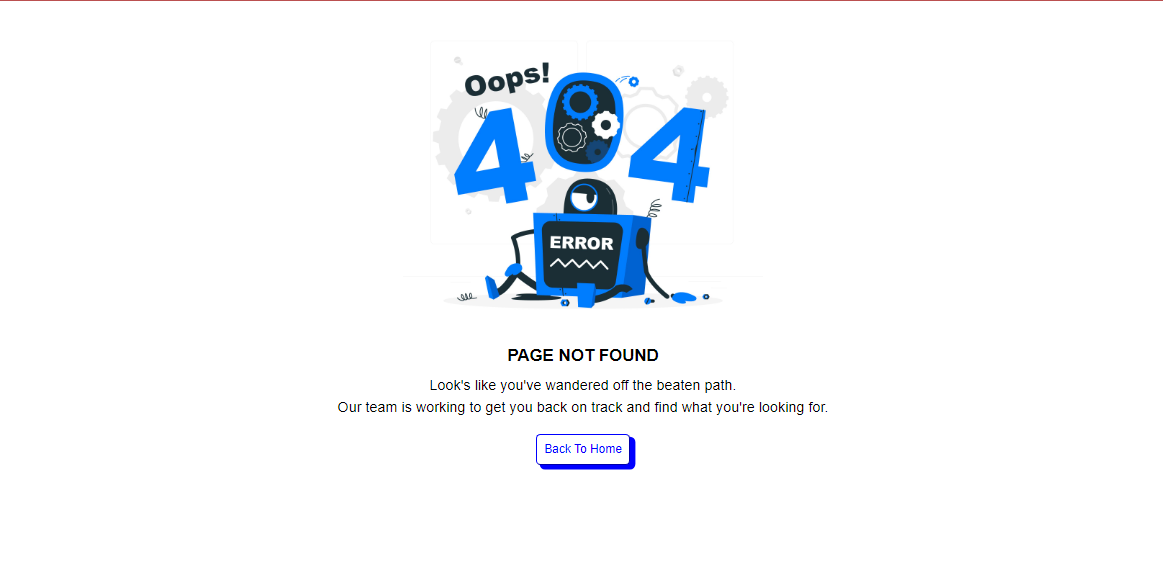 Oops!
404
ERROR
PAGE NOT FOUND
Look's like you've wandered off the beaten path.
Our team is working to get you back on track and find what you're looking for.
Back To Home